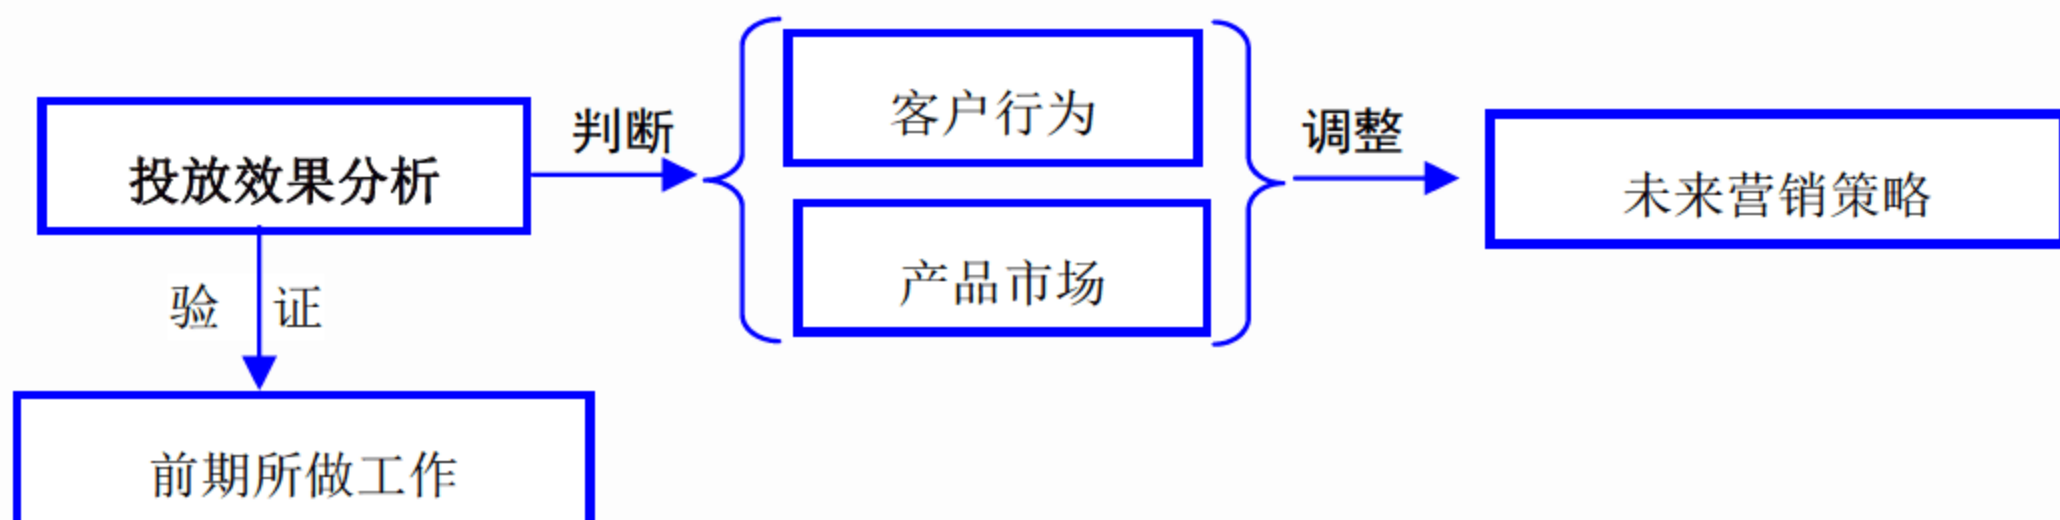 客户行为
判断
调整
投放效果分析
未来营销策略
产品市场
验 证
前期所做工作